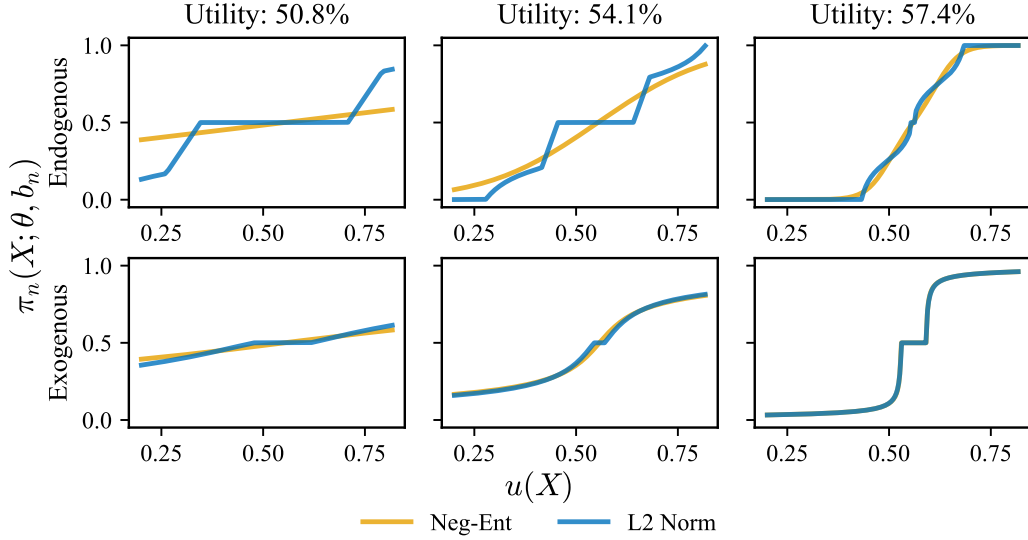 Utility: 50.8%
Utility: 54.1%
Utility: 57.4%
π_n(X; θ, b_n)
Endogenous
1.0
0.5
0.0
0.25 0.50 0.75
0.25 0.50 0.75
0.25 0.50 0.75
Exogenous
1.0
0.5
0.0
0.25 0.50 0.75
0.25 0.50 0.75
0.25 0.50 0.75
u(X)
Neg-Ent
L2 Norm